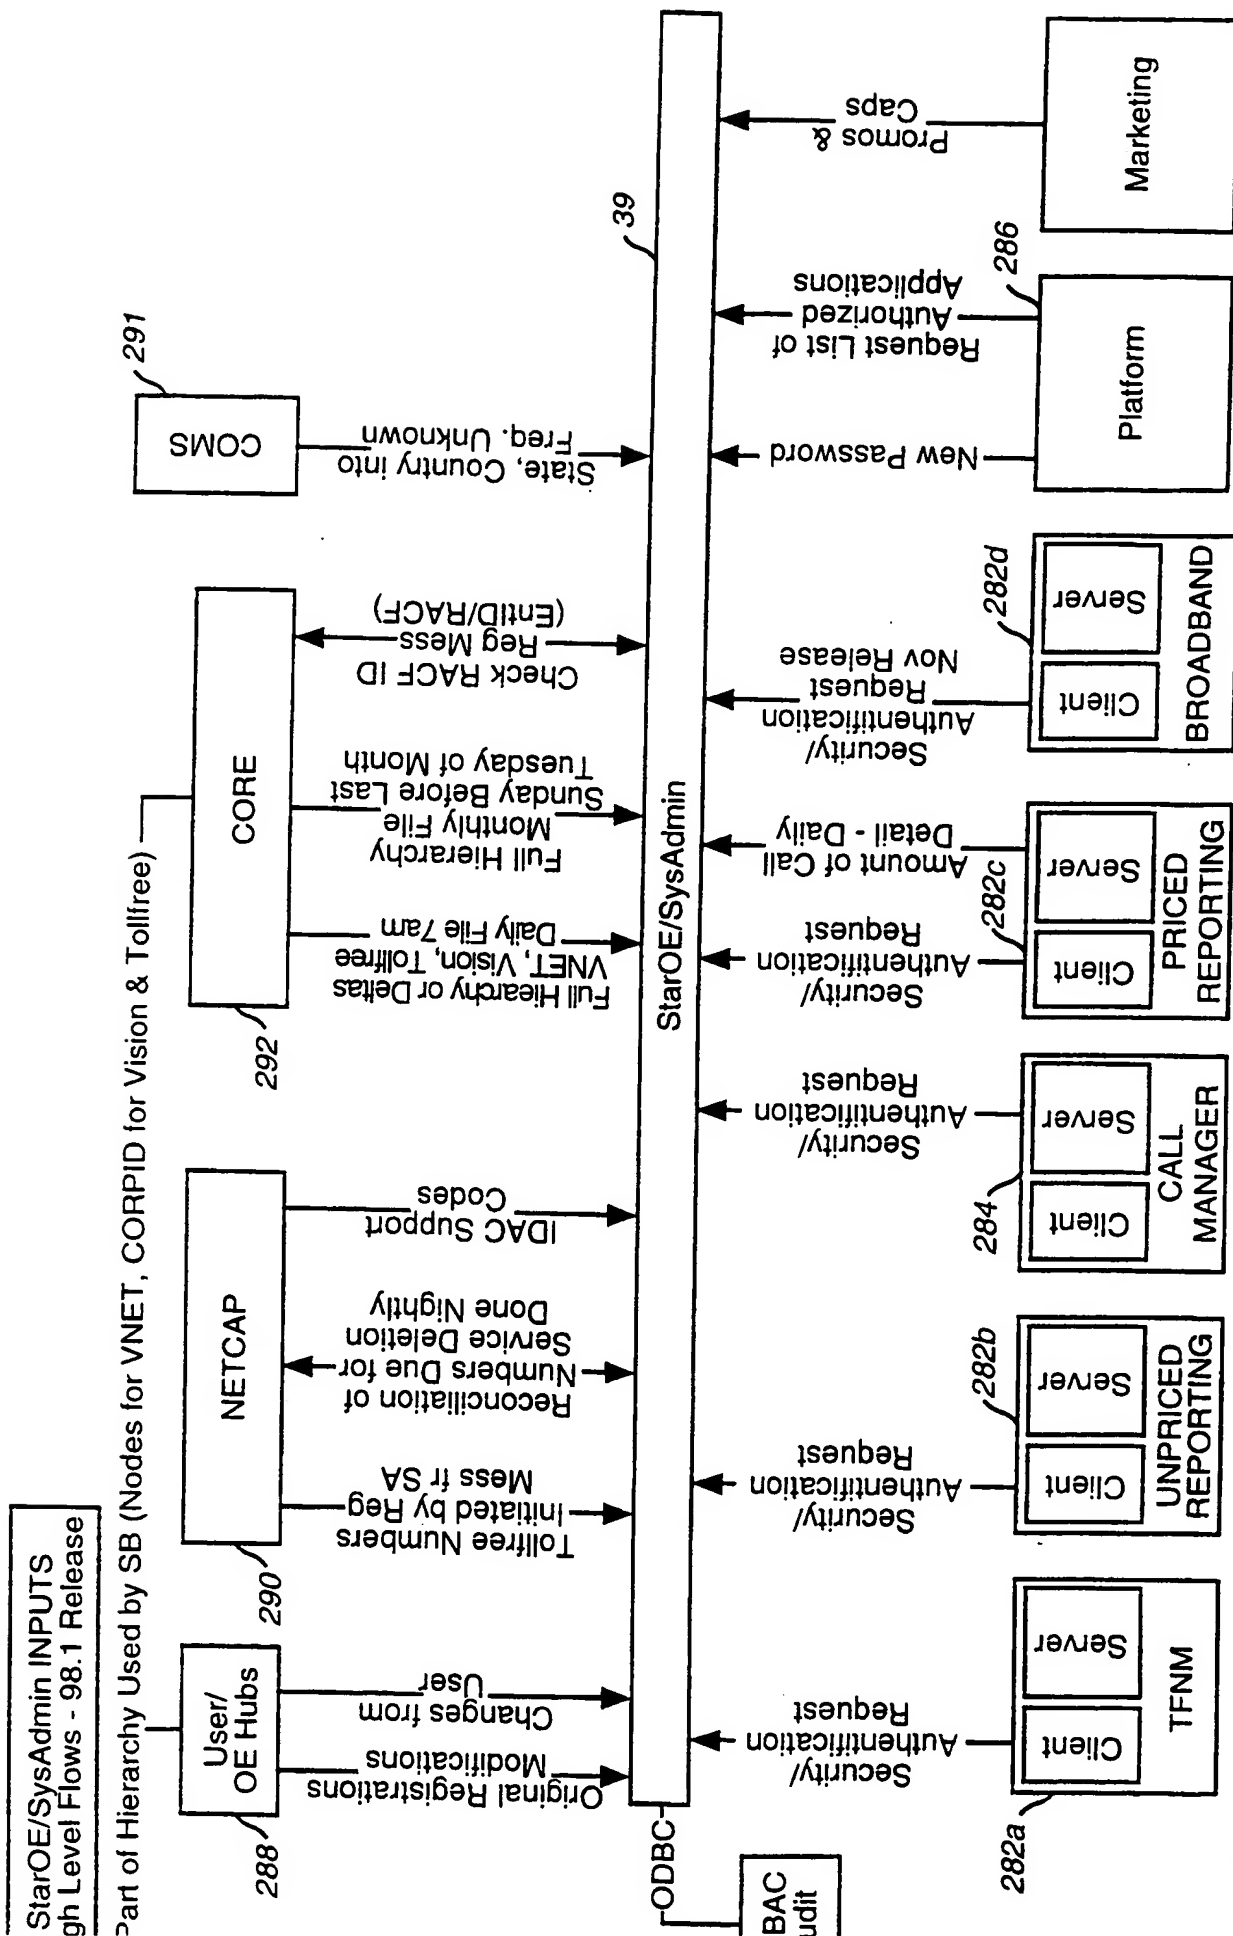 StarOE/SysAdmin INPUTS
gh Level Flows - 98.1 Release
Part of Hierarchy Used by SB (Nodes for VNET, CORPID for Vision & Tollfree)
User/
OE Hubs
288
Original Registrations
Modifications
Changes from
User
NETCAP
290
Tollfree Numbers
Initiated by Reg
Mess fr SA
Reconciliation of
Numbers Due for
Service Deletion
Done Nightly
IDAC Support
Codes
CORE
292
Full Hiearchy or Deltas
VNET, Vision, Tollfree
Daily File 7am
Full Hierarchy
Monthly File
Sunday Before Last
Tuesday of Month
Check RACF ID
Reg Mess
(EntID/RACF)
COMS
291
State, Country into
Freq. Unknown
StarOE/SysAdmin
39
ODBC
BAC
udit
Security/
Authentification
Request
282a
Client
Server
TFNM
Security/
Authentification
Request
282b
Client
Server
UNPRICED
REPORTING
Security/
Authentification
Request
284
Client
Server
CALL
MANAGER
Security/
Authentification
Request
Amount of Call
Detail - Daily
282c
Client
Server
PRICED
REPORTING
Security/
Authentification
Request
Nov Release
282d
Client
Server
BROADBAND
New Password
Request List of
Authorized
Applications
286
Platform
Promos &
Caps
Marketing